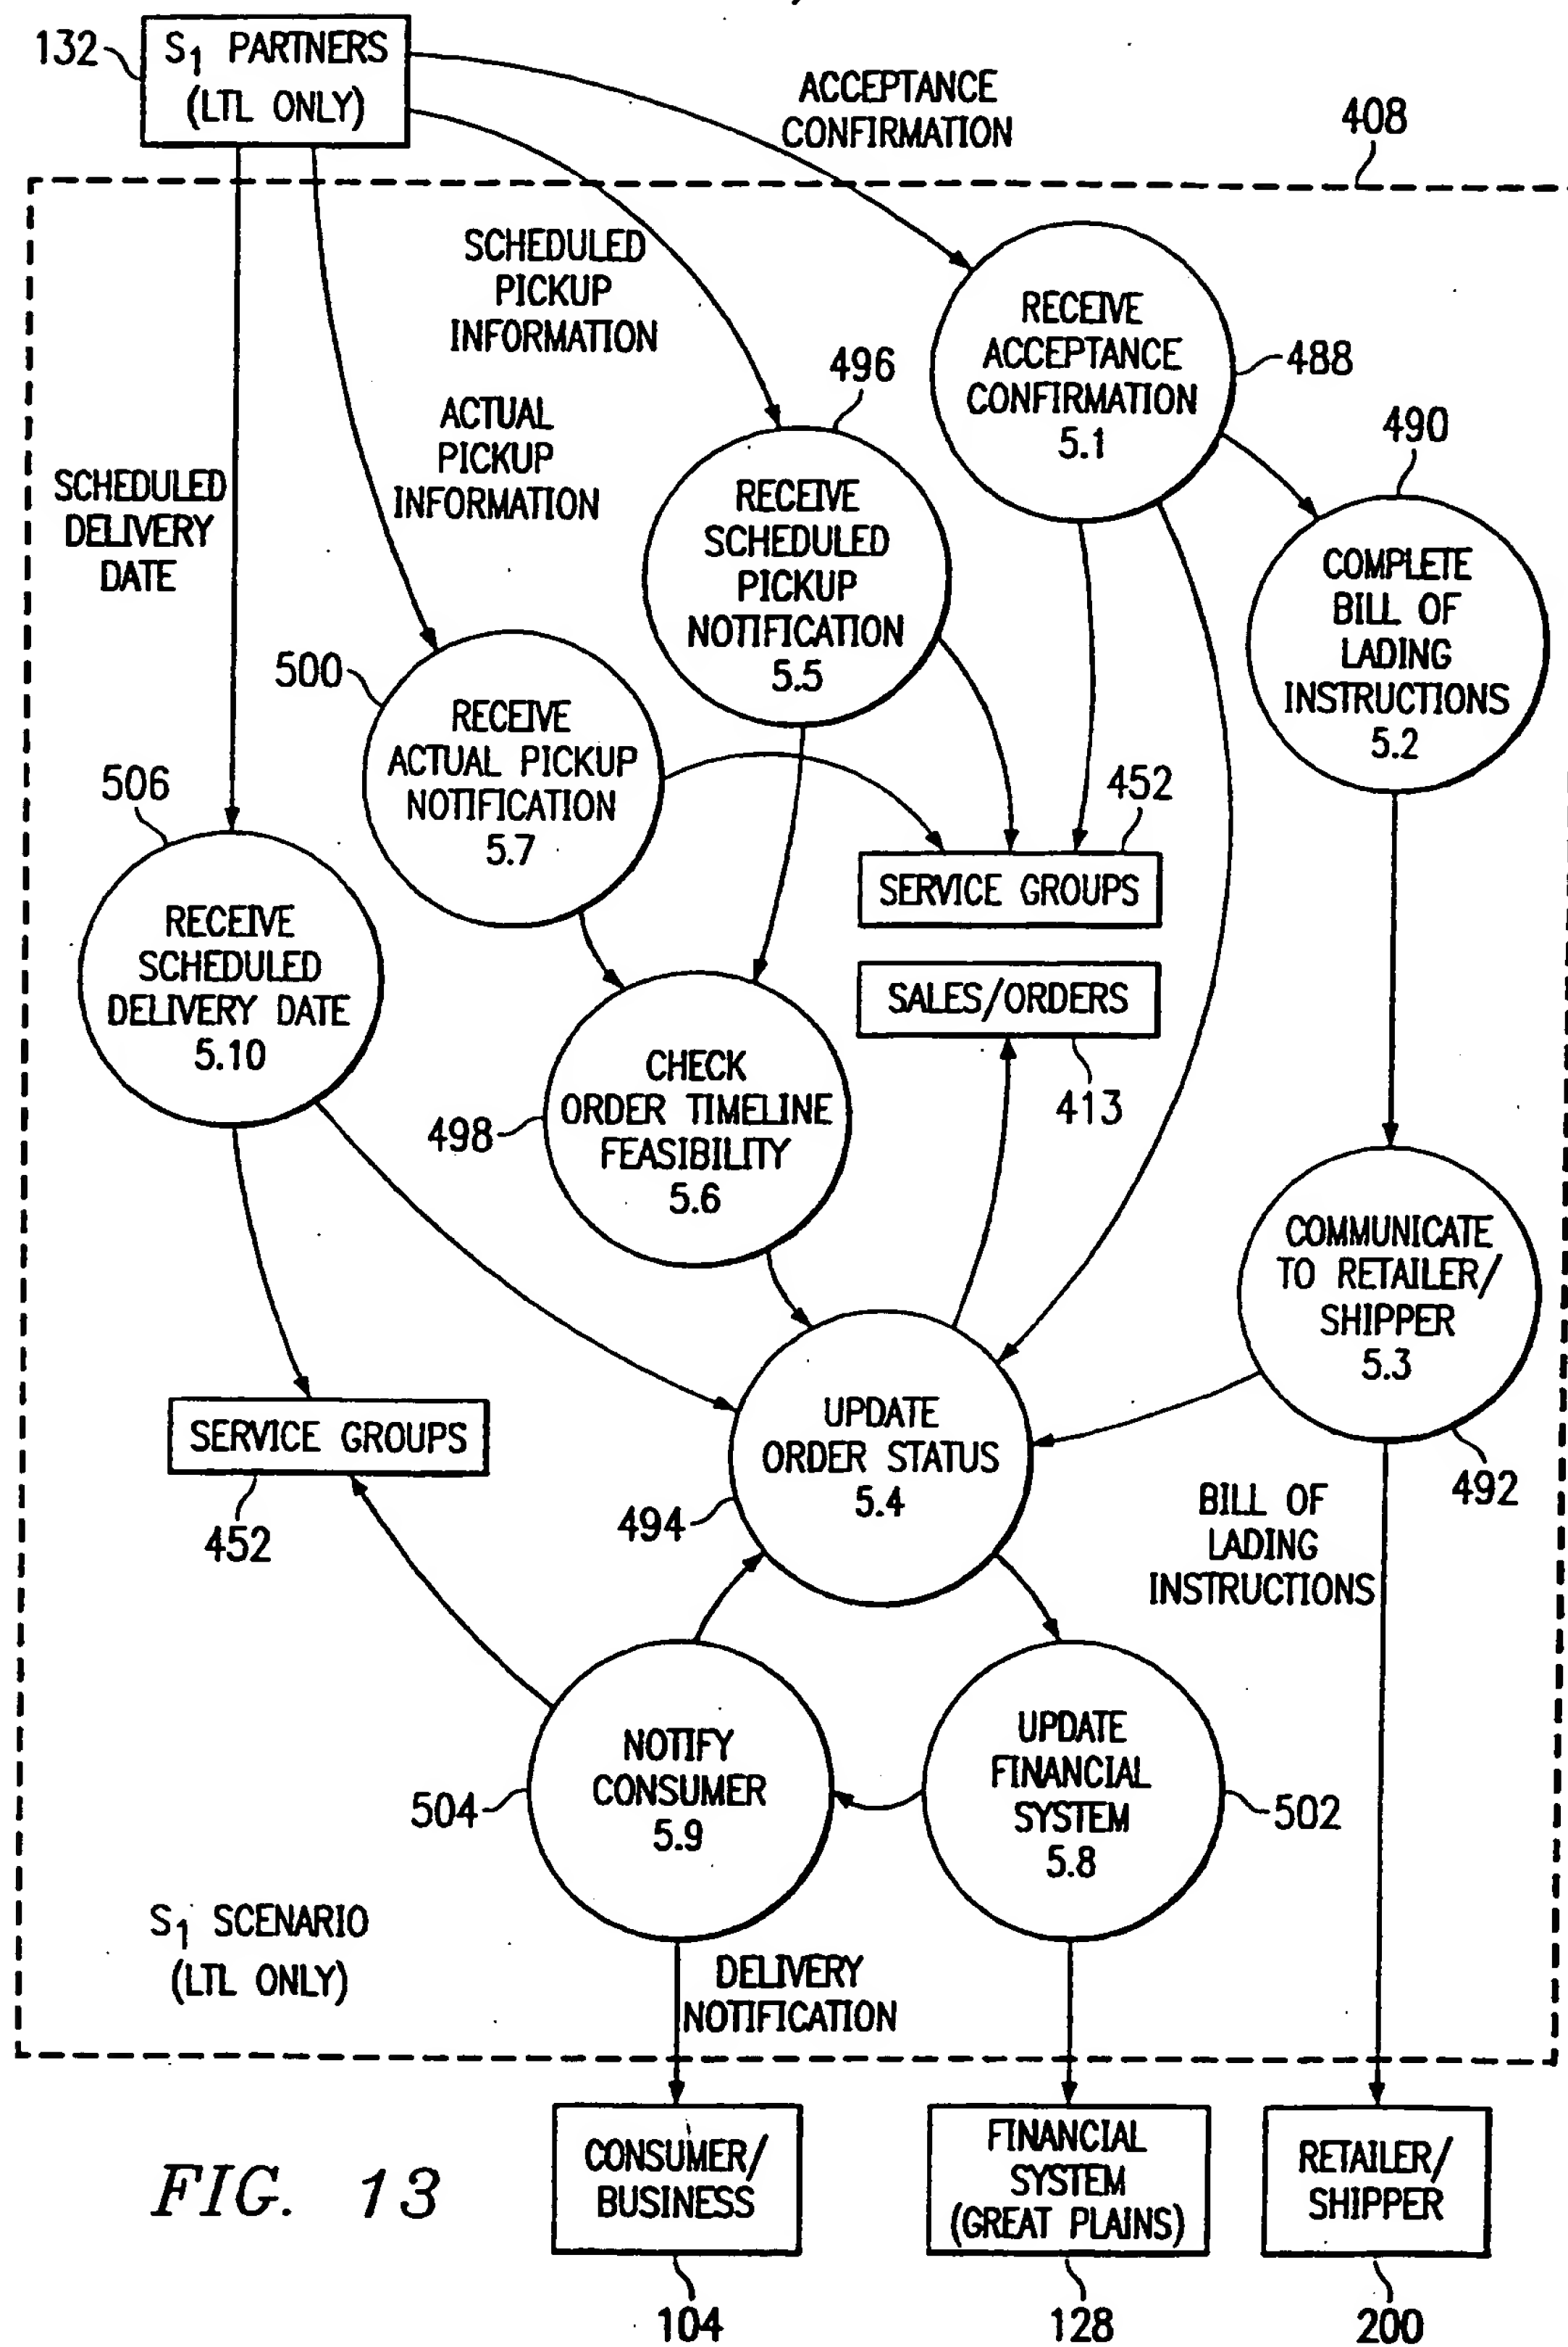 132
S1 PARTNERS
(LTL ONLY)
ACCEPTANCE
CONFIRMATION
408
SCHEDULED
PICKUP
INFORMATION
RECEIVE
ACCEPTANCE
CONFIRMATION
5.1
488
496
ACTUAL
PICKUP
INFORMATION
490
SCHEDULED
DELIVERY
DATE
RECEIVE
SCHEDULED
PICKUP
NOTIFICATION
5.5
COMPLETE
BILL OF
LADING
INSTRUCTIONS
5.2
500
RECEIVE
ACTUAL PICKUP
NOTIFICATION
5.7
506
452
SERVICE GROUPS
RECEIVE
SCHEDULED
DELIVERY DATE
5.10
SALES/ORDERS
413
CHECK
ORDER TIMELINE
FEASIBILITY
5.6
498
COMMUNICATE
TO RETAILER/
SHIPPER
5.3
492
SERVICE GROUPS
452
UPDATE
ORDER STATUS
5.4
494
BILL OF
LADING
INSTRUCTIONS
NOTIFY
CONSUMER
5.9
504
UPDATE
FINANCIAL
SYSTEM
5.8
502
S1 SCENARIO
(LTL ONLY)
DELIVERY
NOTIFICATION
FIG. 13
CONSUMER/
BUSINESS
104
FINANCIAL
SYSTEM
(GREAT PLAINS)
128
RETAILER/
SHIPPER
200